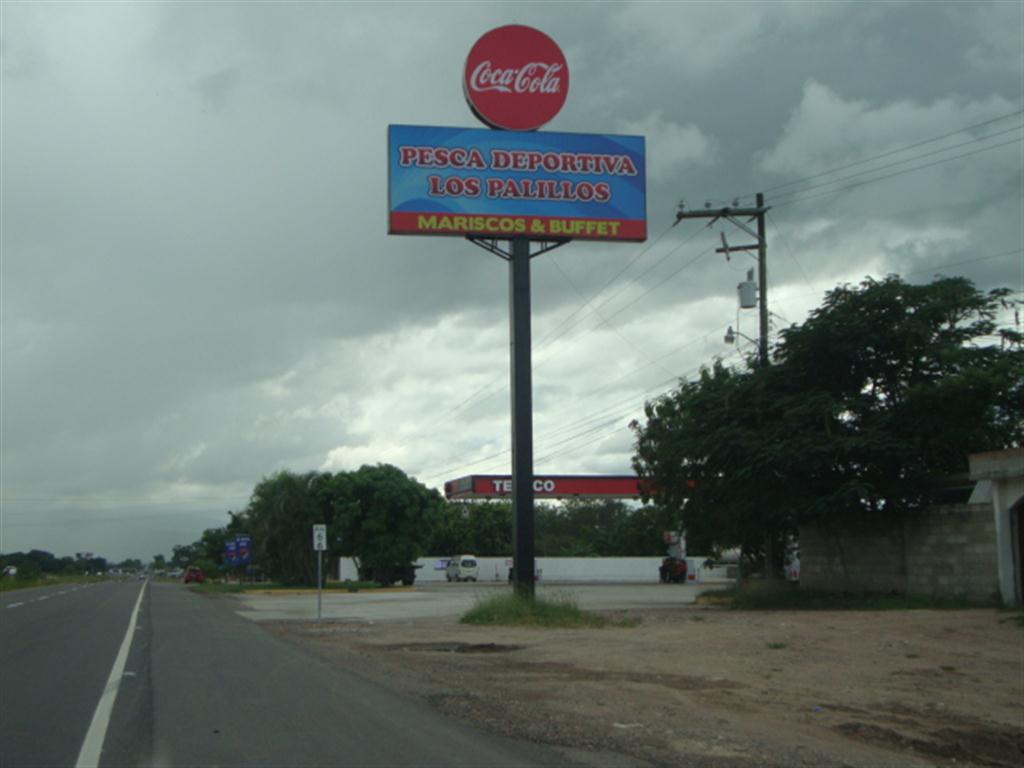 Coca-Cola
PESCA DEPORTIVA
LOS PALILLOS
MARISCOS & BUFFET